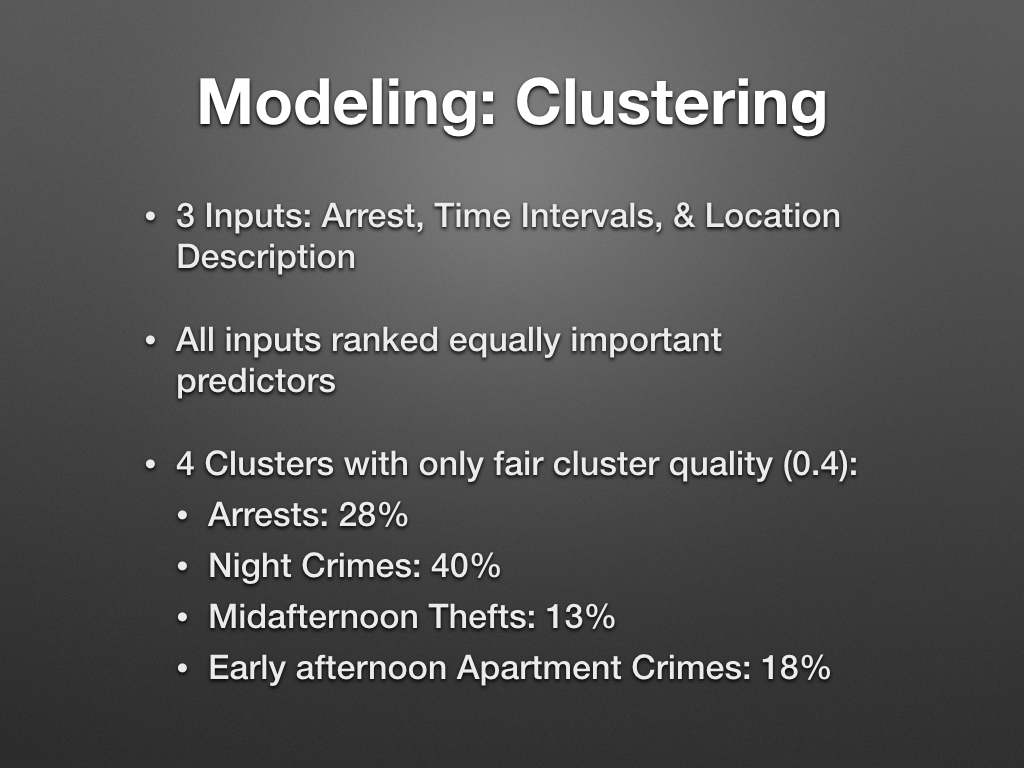 Modeling: Clustering
• 3 Inputs: Arrest, Time Intervals, & Location
Description
• All inputs ranked equally important
predictors
• 4 Clusters with only fair cluster quality (0.4):
• Arrests: 28%
• Night Crimes: 40%
• Midafternoon Thefts: 13%
• Early afternoon Apartment Crimes: 18%